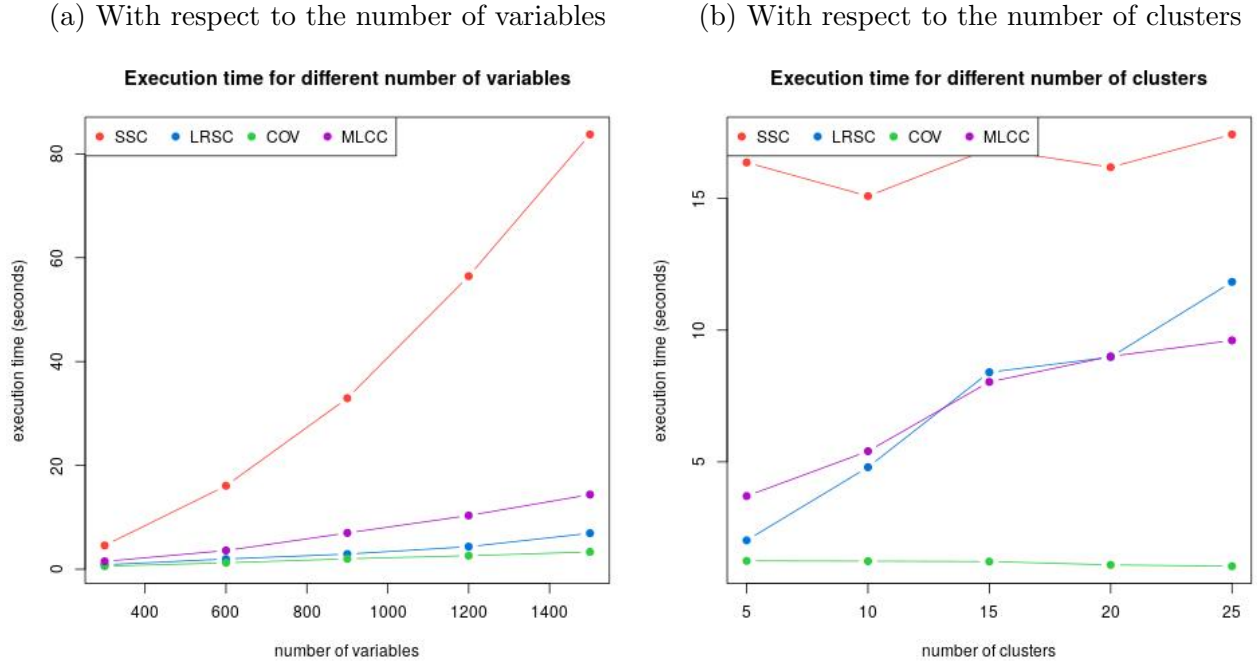 (a) With respect to the number of variables
Execution time for different number of variables
SSC LRSC COV MLCC
80
60
40
20
0
execution time (seconds)
400 600 800 1000 1200 1400
number of variables
(b) With respect to the number of clusters
Execution time for different number of clusters
SSC LRSC COV MLCC
15
10
5
execution time (seconds)
5 10 15 20 25
number of clusters